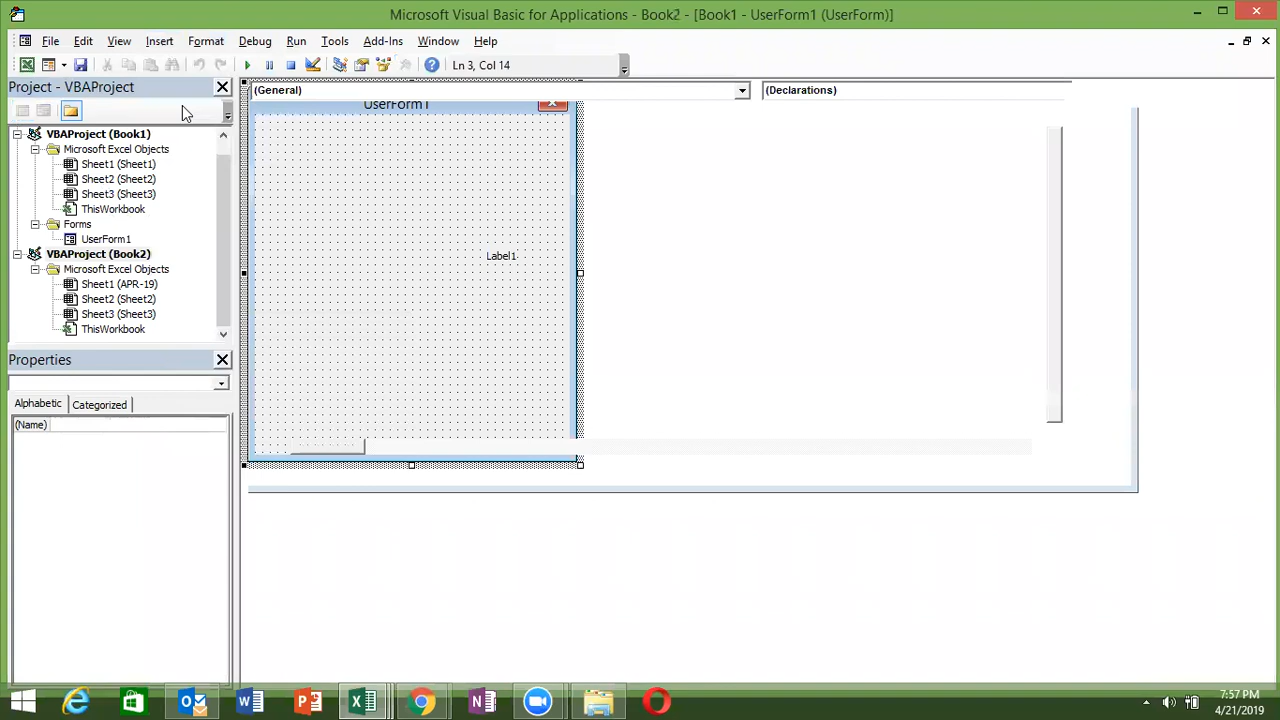 Microsoft Visual Basic for Applications - Book2 - [Book1 - UserForm1 (UserForm)]
File Edit View Insert Format Debug Run Tools Add-Ins Window Help
Ln 3, Col 14
Project - VBAProject
(General)
(Declarations)
UserForm1
VBAProject (Book1)
Microsoft Excel Objects
Sheet1 (Sheet1)
Sheet2 (Sheet2)
Sheet3 (Sheet3)
ThisWorkbook
Forms
UserForm1
VBAProject (Book2)
Microsoft Excel Objects
Sheet1 (APR-19)
Sheet2 (Sheet2)
Sheet3 (Sheet3)
ThisWorkbook
Label1
Properties
Alphabetic Categorized
(Name)
7:57 PM
4/21/2019